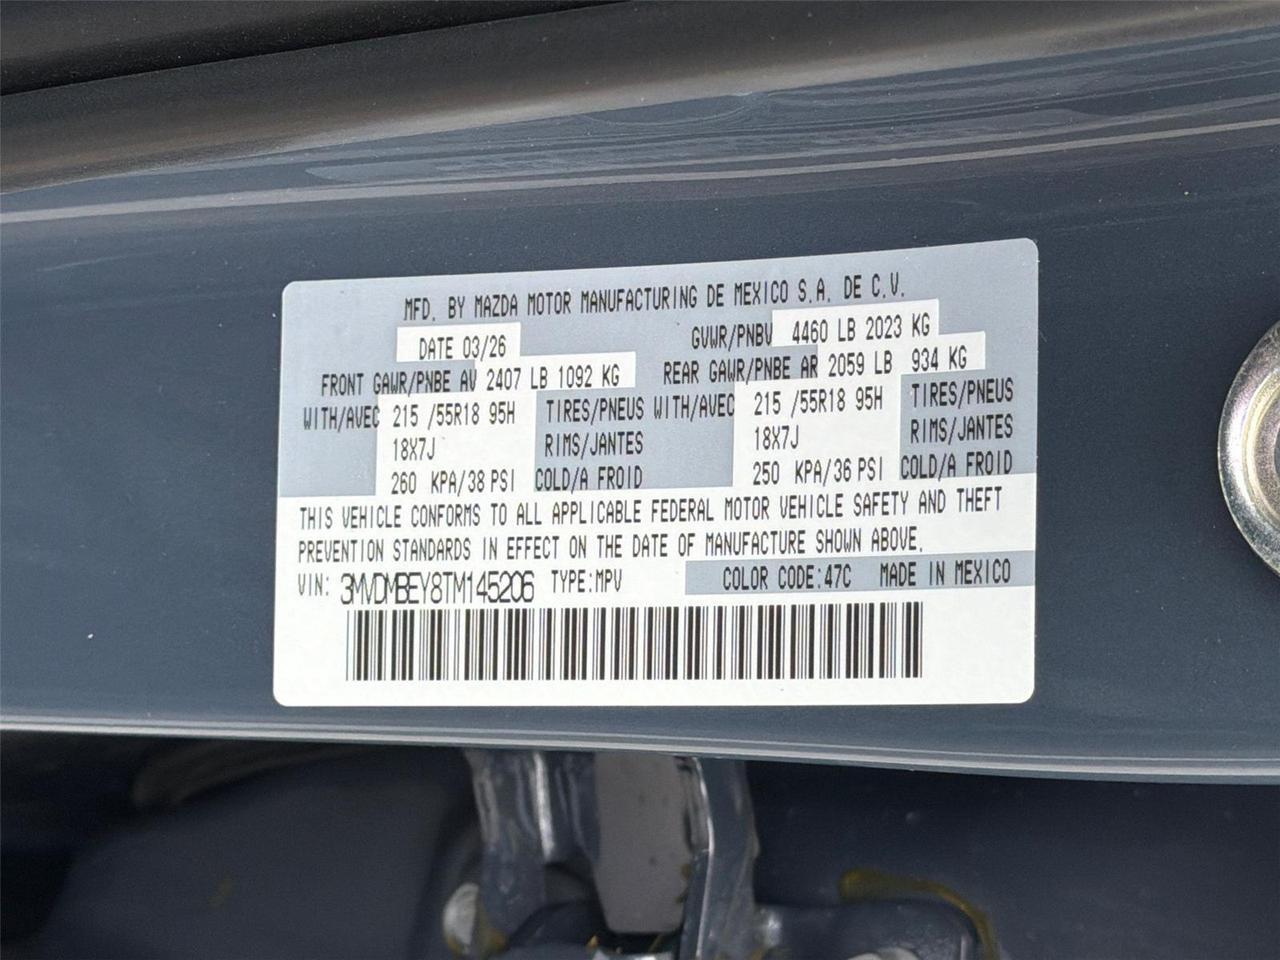 MFD. BY MAZDA MOTOR MANUFACTURING DE MEXICO S.A. DE C.V.
DATE 03/26 GVWR/PNBV 4460 LB 2023 KG
FRONT GAWR/PNBE AV 2407 LB 1092 KG REAR GAWR/PNBE AR 2059 LB 934 KG
WITH/AVEC 215 /55R18 95H TIRES/PNEUS WITH/AVEC 215 /55R18 95H TIRES/PNEUS
18X7J RIMS/JANTES 18X7J RIMS/JANTES
260 KPA/38 PSI COLD/A FROID 250 KPA/36 PSI COLD/A FROID
THIS VEHICLE CONFORMS TO ALL APPLICABLE FEDERAL MOTOR VEHICLE SAFETY AND THEFT
PREVENTION STANDARDS IN EFFECT ON THE DATE OF MANUFACTURE SHOWN ABOVE.
VIN: 3MVDMBEY8TM145206 TYPE:MPV COLOR CODE:47C MADE IN MEXICO